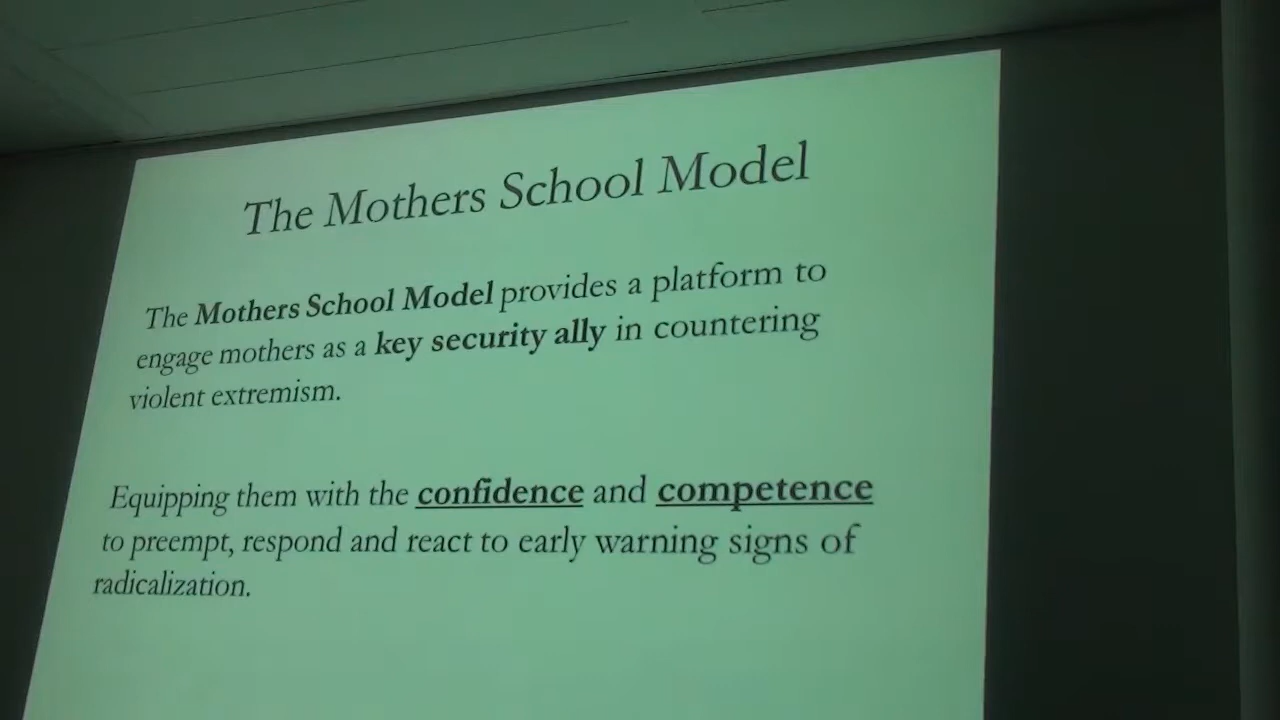 The Mothers School Model
The Mothers School Model provides a platform to
engage mothers as a key security ally in countering
violent extremism.
Equipping them with the confidence and competence
to preempt, respond and react to early warning signs of
radicalization.